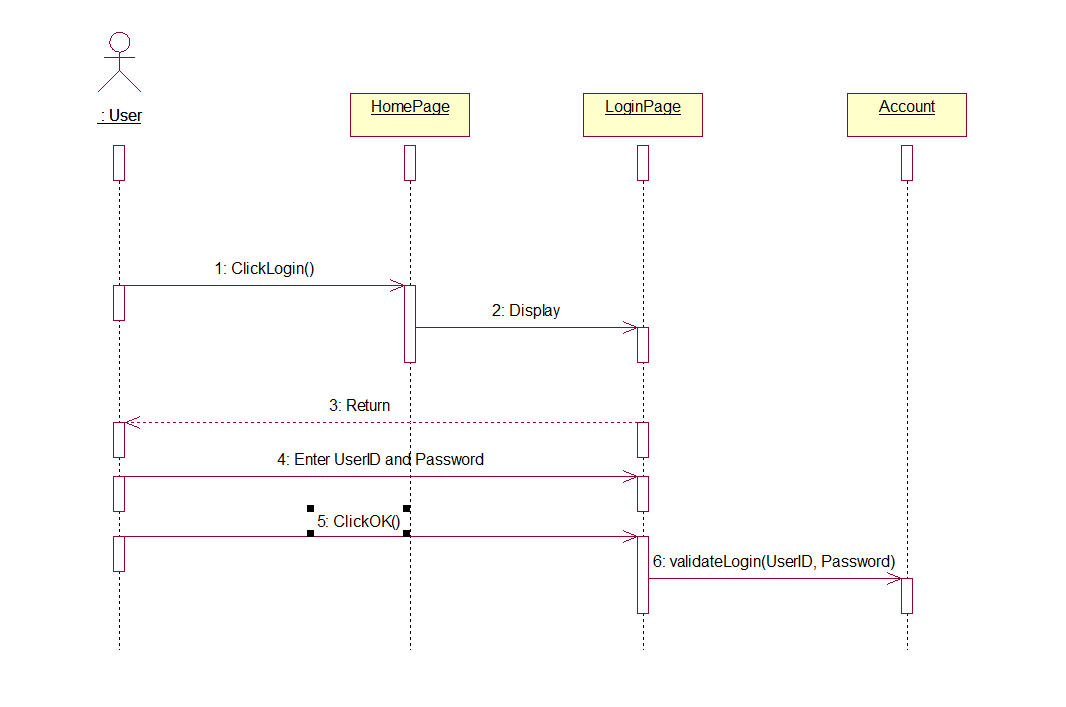 : User
HomePage
LoginPage
Account
1: ClickLogin()
2: Display
3: Return
4: Enter UserID and Password
5: ClickOK()
6: validateLogin(UserID, Password)